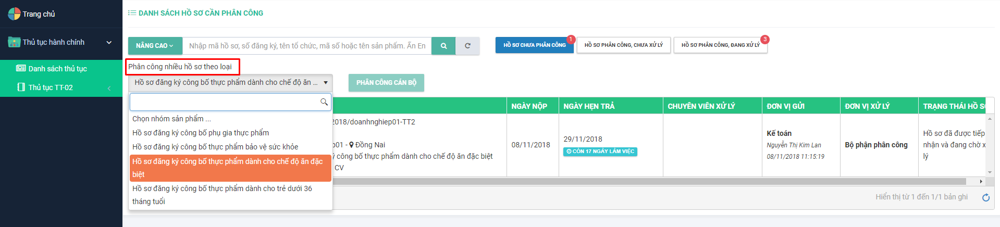 Trang chủ
Thủ tục hành chính
Danh sách thủ tục
Thủ tục TT-02
DANH SÁCH HỒ SƠ CẦN PHÂN CÔNG
NÂNG CAO
Nhập mã hồ sơ, số đăng ký, tên tổ chức, mã số hoặc tên sản phẩm. Ấn En
HỒ SƠ CHƯA PHÂN CÔNG
1
HỒ SƠ PHÂN CÔNG, CHƯA XỬ LÝ
HỒ SƠ PHÂN CÔNG, ĐANG XỬ LÝ
3
Phân công nhiều hồ sơ theo loại
Hồ sơ đăng ký công bố thực phẩm dành cho chế độ ăn ...
PHÂN CÔNG CÁN BỘ
Chọn nhóm sản phẩm ...
Hồ sơ đăng ký công bố phụ gia thực phẩm
Hồ sơ đăng ký công bố thực phẩm bảo vệ sức khỏe
Hồ sơ đăng ký công bố thực phẩm dành cho chế độ ăn đặc
biệt
Hồ sơ đăng ký công bố thực phẩm dành cho trẻ dưới 36
tháng tuổi
NGÀY NỘP
NGÀY HẸN TRẢ
CHUYÊN VIÊN XỬ LÝ
ĐƠN VỊ GỬI
ĐƠN VỊ XỬ LÝ
TRẠNG THÁI HỒ S
2018/doanhnghiep01-TT2
p01 - Đồng Nai
ý công bố thực phẩm dành cho chế độ ăn đặc biệt
CV
08/11/2018
29/11/2018
CÒN 17 NGÀY LÀM VIỆC
Kế toán
Nguyễn Thị Kim Lan
08/11/2018 11:15:19
Bộ phận phân công
Hồ sơ đã được tiếp
nhận và đang chờ x
lý
Hiển thị từ 1 đến 1/1 bản ghi